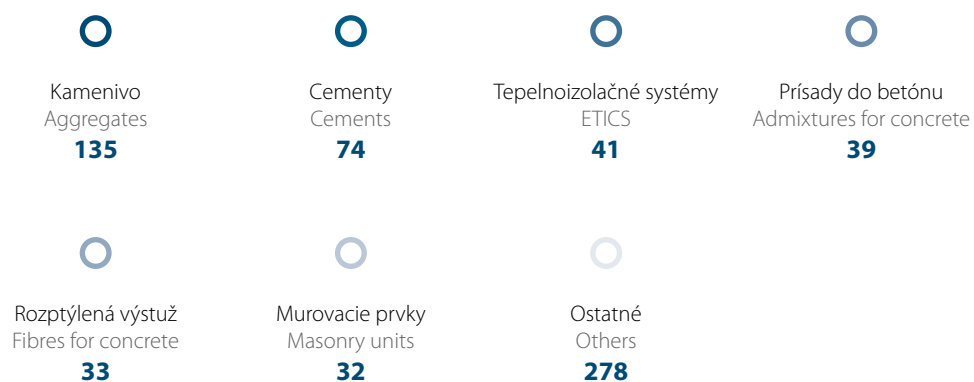 Kamenivo
Aggregates
135
Cementy
Cements
74
Tepelnoizolačné systémy
ETICS
41
Prísady do betónu
Admixtures for concrete
39
Rozptýlená výstuž
Fibres for concrete
33
Murovacie prvky
Masonry units
32
Ostatné
Others
278